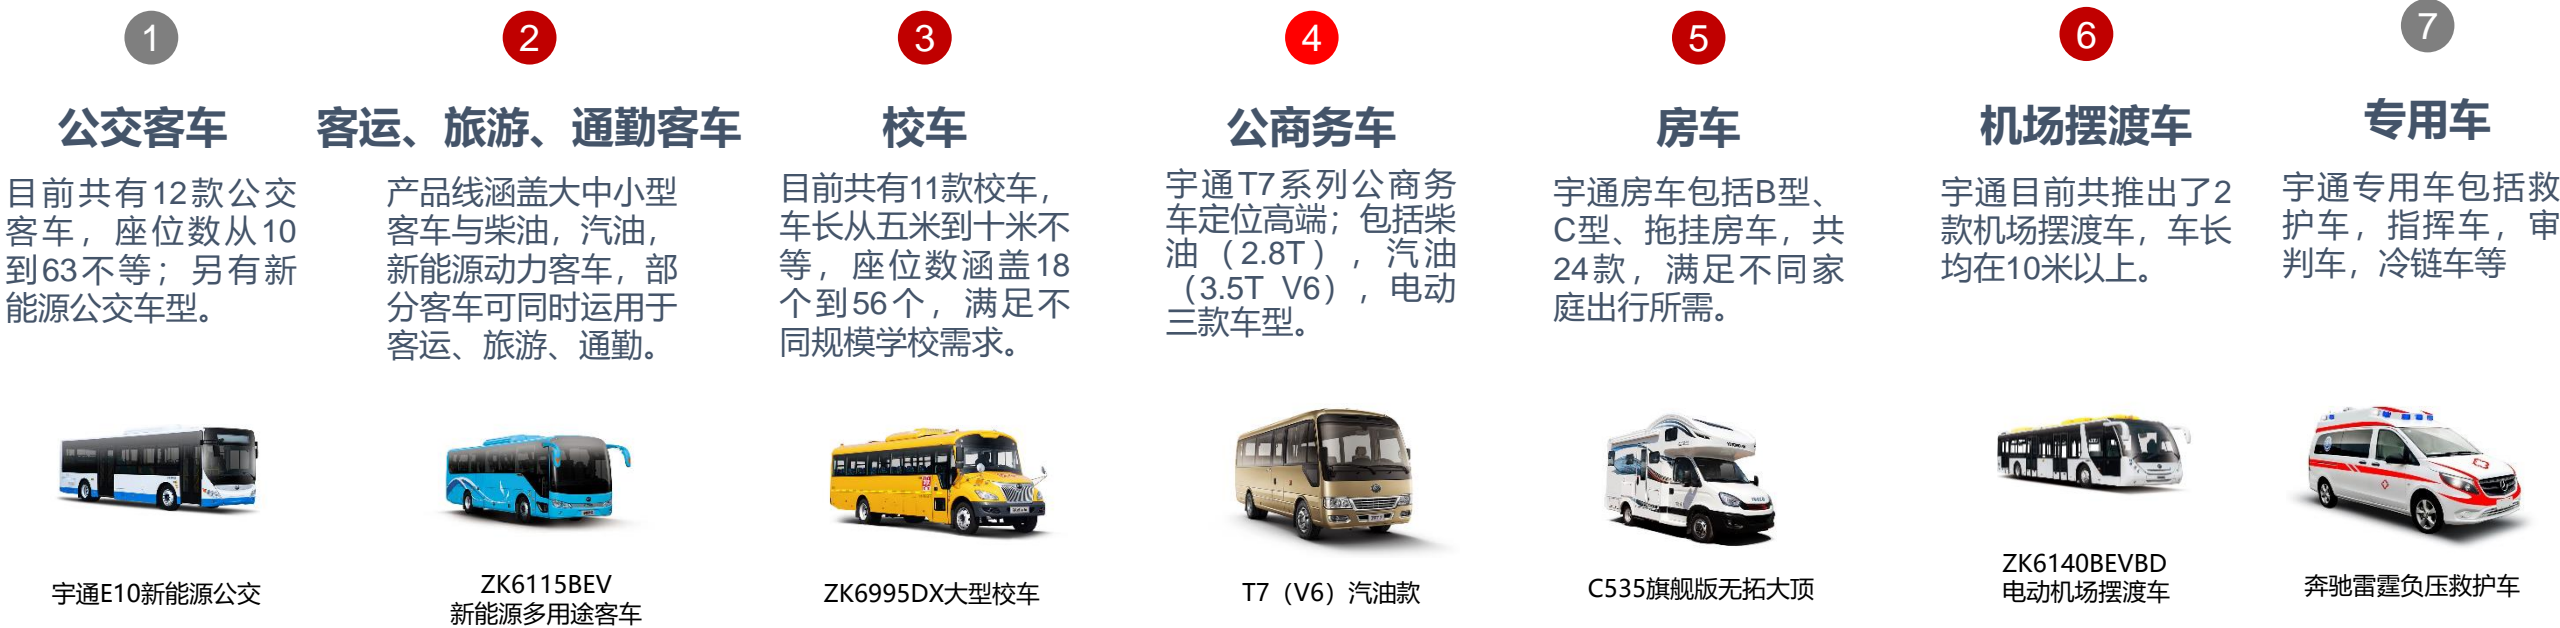 1
公交客车
目前共有12款公交
客车，座位数从10
到63不等；另有新
能源公交车型。
宇通E10新能源公交
2
客运、旅游、通勤客车
产品线涵盖大中小型
客车与柴油，汽油，
新能源动力客车，部
分客车可同时运用于
客运、旅游、通勤。
ZK6115BEV
新能源多用途客车
3
校车
目前共有11款校车，
车长从五米到十米不
等，座位数涵盖18
个到56个，满足不
同规模学校需求。
ZK6995DX大型校车
4
公商务车
宇通T7系列公商务
车定位高端；包括柴
油（2.8T），汽油
（3.5T V6），电动
三款车型。
T7（V6）汽油款
5
房车
宇通房车包括B型、
C型、拖挂房车，共
24款，满足不同家
庭出行所需。
C535旗舰版无拓大顶
6
机场摆渡车
宇通目前共推出了2
款机场摆渡车，车长
均在10米以上。
ZK6140BEVBD
电动机场摆渡车
7
专用车
宇通专用车包括救
护车，指挥车，审
判车，冷链车等
奔驰雷霆负压救护车